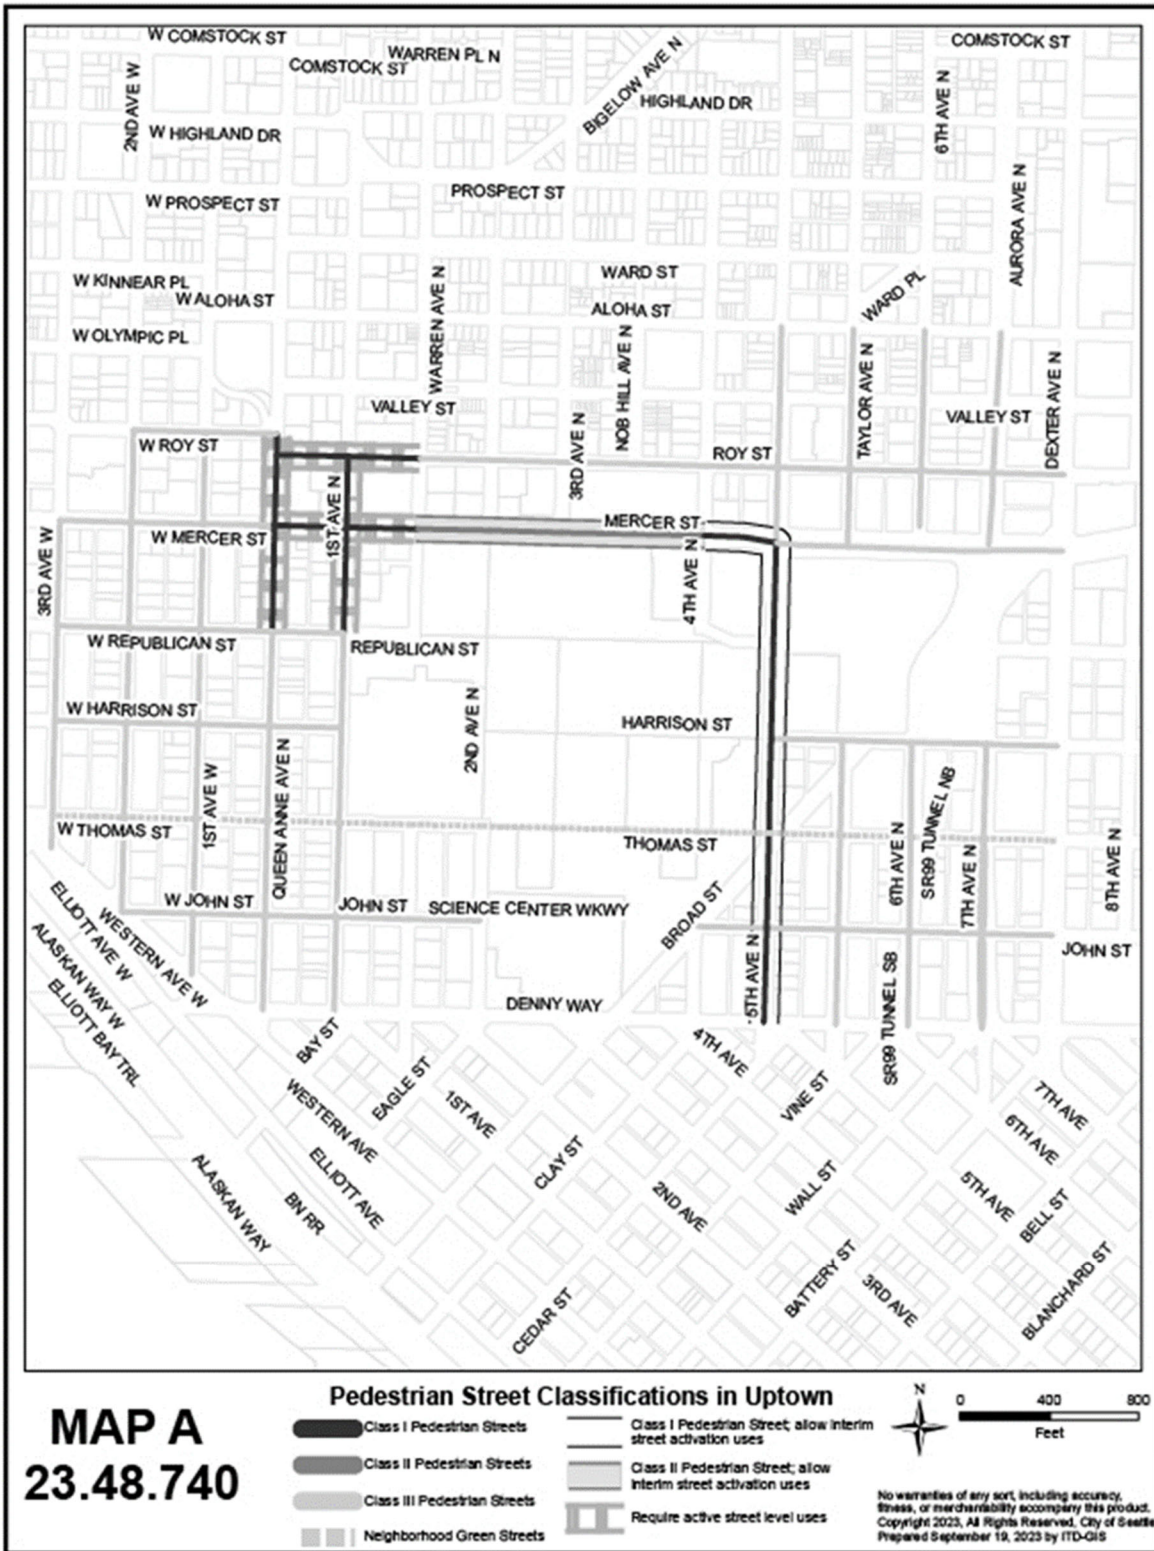 W COMSTOCK ST
WARREN PL N
COMSTOCK ST
COMSTOCK ST
2ND AVE W
BIGELOW AVE N
HIGHLAND DR
6TH AVE N
W HIGHLAND DR
W PROSPECT ST
PROSPECT ST
AURORA AVE N
W KINNEAR PL
W ALOHA ST
WARREN AVE N
WARD ST
ALOHA ST
WARD PL
W OLYMPIC PL
NOB HILL AVE N
TAYLOR AVE N
DEXTER AVE N
VALLEY ST
VALLEY ST
W ROY ST
3RD AVE N
ROY ST
1ST AVE N
MERCER ST
W MERCER ST
3RD AVE W
4TH AVE N
W REPUBLICAN ST
REPUBLICAN ST
W HARRISON ST
2ND AVE N
HARRISON ST
1ST AVE W
QUEEN ANNE AVE N
W THOMAS ST
THOMAS ST
6TH AVE N
SR99 TUNNEL NB
7TH AVE N
8TH AVE N
W JOHN ST
JOHN ST
SCIENCE CENTER WKWY
BROAD ST
5TH AVE N
JOHN ST
ELLIOTT AVE W
WESTERN AVE W
ALASKAN WAY W
ELLIOTT BAY TRL
DENNY WAY
SR99 TUNNEL SB
BAY ST
EAGLE ST
4TH AVE
WESTERN AVE
1ST AVE
VINE ST
7TH AVE
6TH AVE
ELLIOTT AVE
CLAY ST
ALASKAN WAY
BN RR
2ND AVE
WALL ST
5TH AVE
BELL ST
BATTERY ST
3RD AVE
BLANCHARD ST
CEDAR ST
MAP A
23.48.740
Pedestrian Street Classifications in Uptown
Class I Pedestrian Streets
Class II Pedestrian Streets
Class III Pedestrian Streets
Neighborhood Green Streets
Class I Pedestrian Street; allow interim
street activation uses
Class II Pedestrian Street; allow
interim street activation uses
Require active street level uses
N
0 400 800
Feet
No warranties of any sort, including accuracy,
fitness, or merchantability accompany this product.
Copyright 2023, All Rights Reserved, City of Seattle
Prepared September 19, 2023 by ITD-GIS